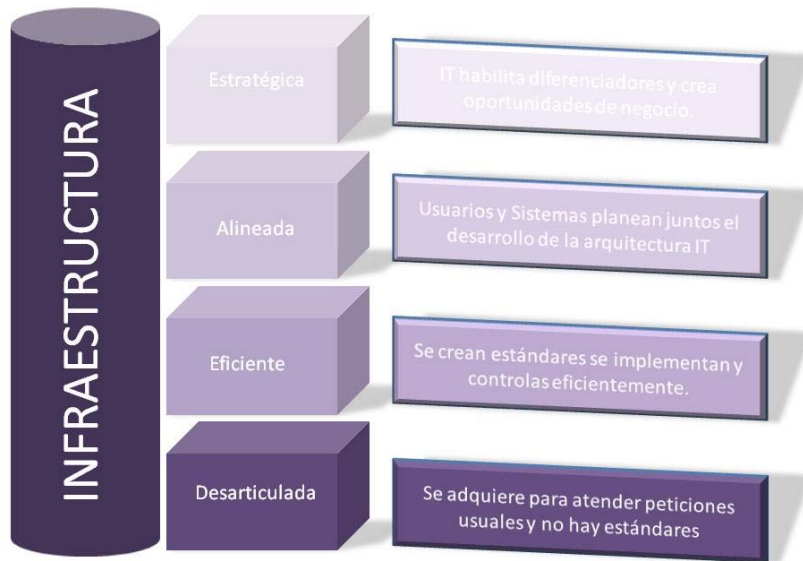 INFRAESTRUCTURA
Estratégica
IT habilita diferenciadores y crea
oportunidades de negocio.
Alineada
Usuarios y Sistemas planean juntos el
desarrollo de la arquitectura IT
Eficiente
Se crean estándares se implementan y
controlas eficientemente.
Desarticulada
Se adquiere para atender peticiones
usuales y no hay estándares